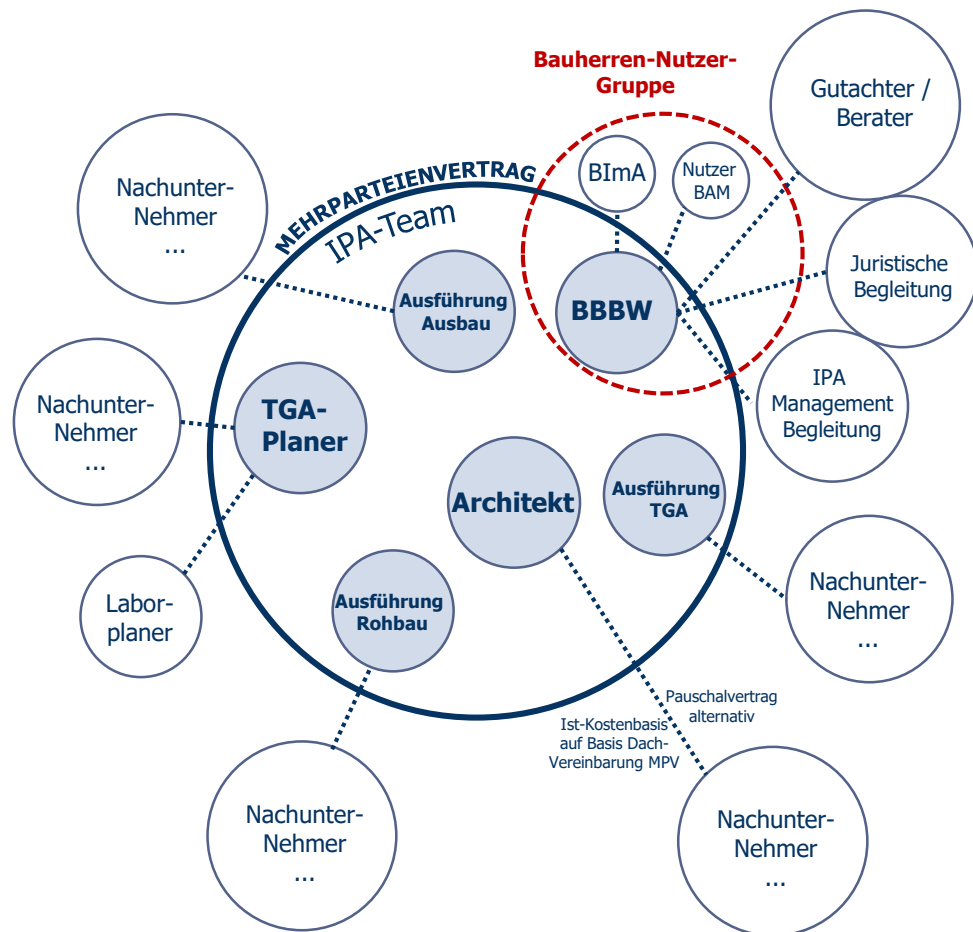 Bauherren-Nutzer-
Gruppe
Gutachter /
Berater
BImA
Nutzer
BAM
MEHRPARTEIENVERTRAG
IPA-Team
Nachunter-
Nehmer
...
Juristische
Begleitung
Ausführung
Ausbau
BBBW
IPA
Management
Begleitung
Nachunter-
Nehmer
...
TGA-
Planer
Architekt
Ausführung
TGA
Labor-
planer
Ausführung
Rohbau
Nachunter-
Nehmer
...
Pauschalvertrag
alternativ
Ist-Kostenbasis
auf Basis Dach-
Vereinbarung MPV
Nachunter-
Nehmer
...
Nachunter-
Nehmer
...